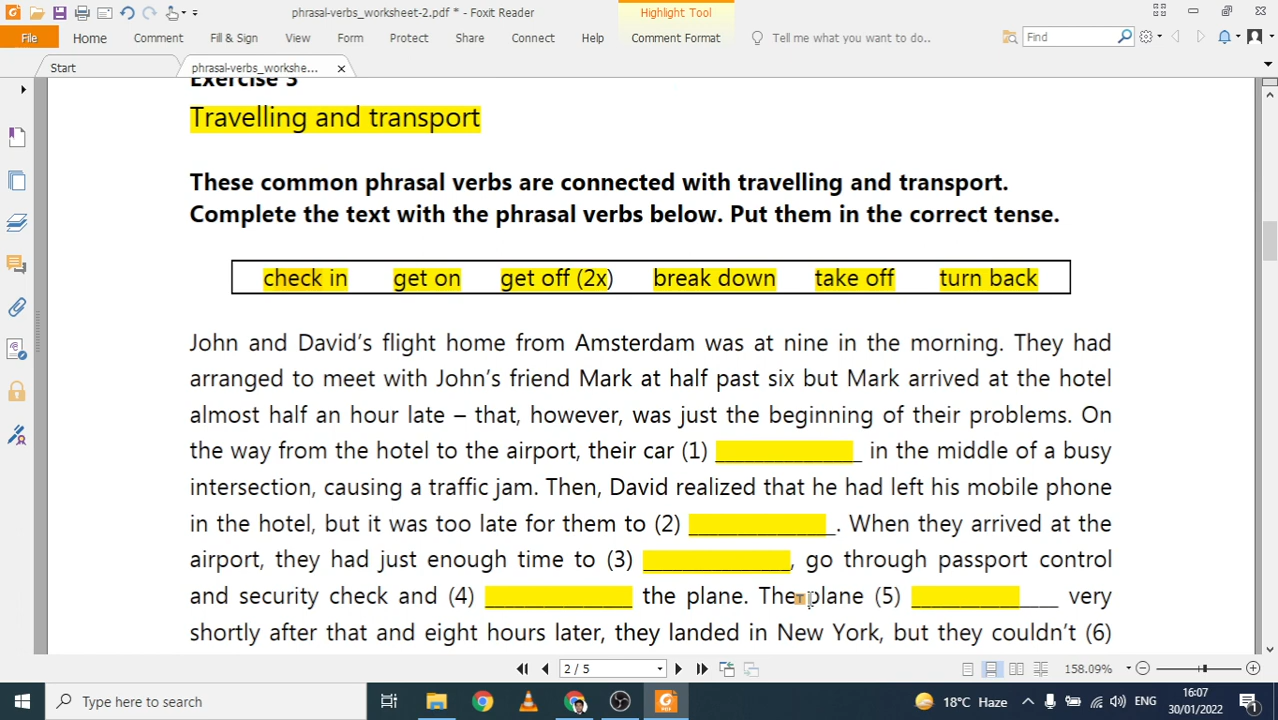 phrasal-verbs_worksheet-2.pdf * - Foxit Reader
Highlight Tool
File Home Comment Fill & Sign View Form Protect Share Connect Help Comment Format Tell me what you want to do.. Find
Start phrasal-verbs_workshe...
Exercise 3
Travelling and transport
These common phrasal verbs are connected with travelling and transport.
Complete the text with the phrasal verbs below. Put them in the correct tense.
check in get on get off (2x) break down take off turn back
John and David's flight home from Amsterdam was at nine in the morning. They had
arranged to meet with John's friend Mark at half past six but Mark arrived at the hotel
almost half an hour late – that, however, was just the beginning of their problems. On
the way from the hotel to the airport, their car (1) ______________ in the middle of a busy
intersection, causing a traffic jam. Then, David realized that he had left his mobile phone
in the hotel, but it was too late for them to (2) ______________. When they arrived at the
airport, they had just enough time to (3) ______________, go through passport control
and security check and (4) ______________ the plane. The plane (5) ______________ very
shortly after that and eight hours later, they landed in New York, but they couldn't (6)
2 / 5 158.09%
Type here to search 18°C Haze ENG 16:07
30/01/2022 1